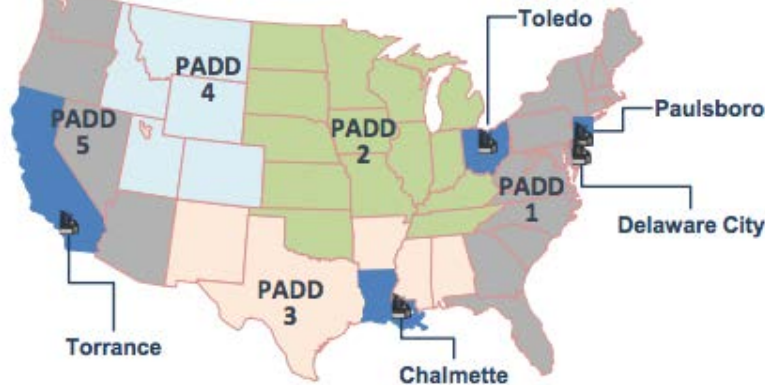 Toledo
PADD
4
Paulsboro
PADD
5
PADD
2
PADD
1
Delaware City
PADD
3
Torrance
Chalmette